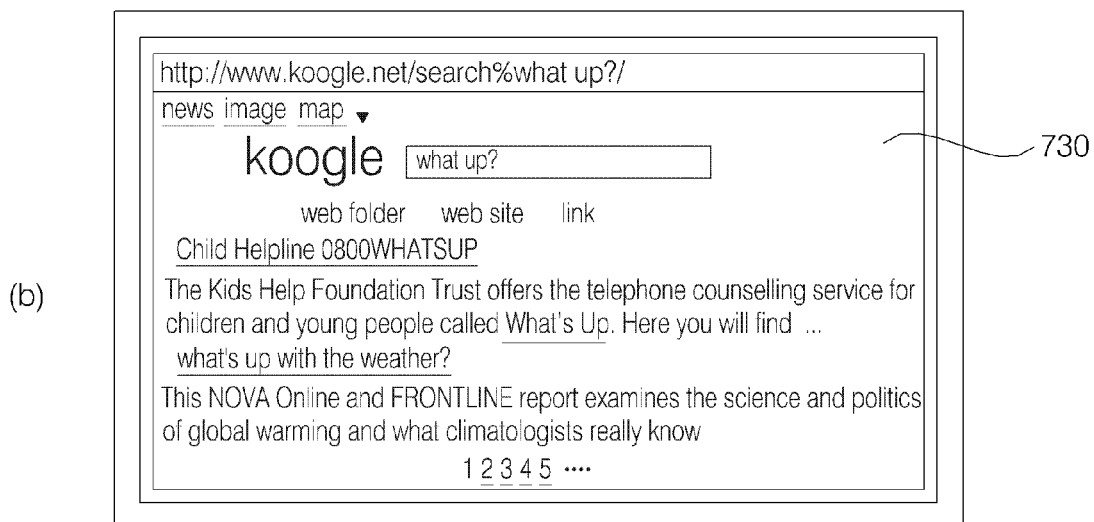 http://www.koogle.net/search%what up?/
news image map ▼
koogle what up?
730
web folder web site link
Child Helpline 0800WHATSUP
(b)
The Kids Help Foundation Trust offers the telephone counselling service for
children and young people called What's Up. Here you will find ...
what's up with the weather?
This NOVA Online and FRONTLINE report examines the science and politics
of global warming and what climatologists really know
1 2 3 4 5 ····